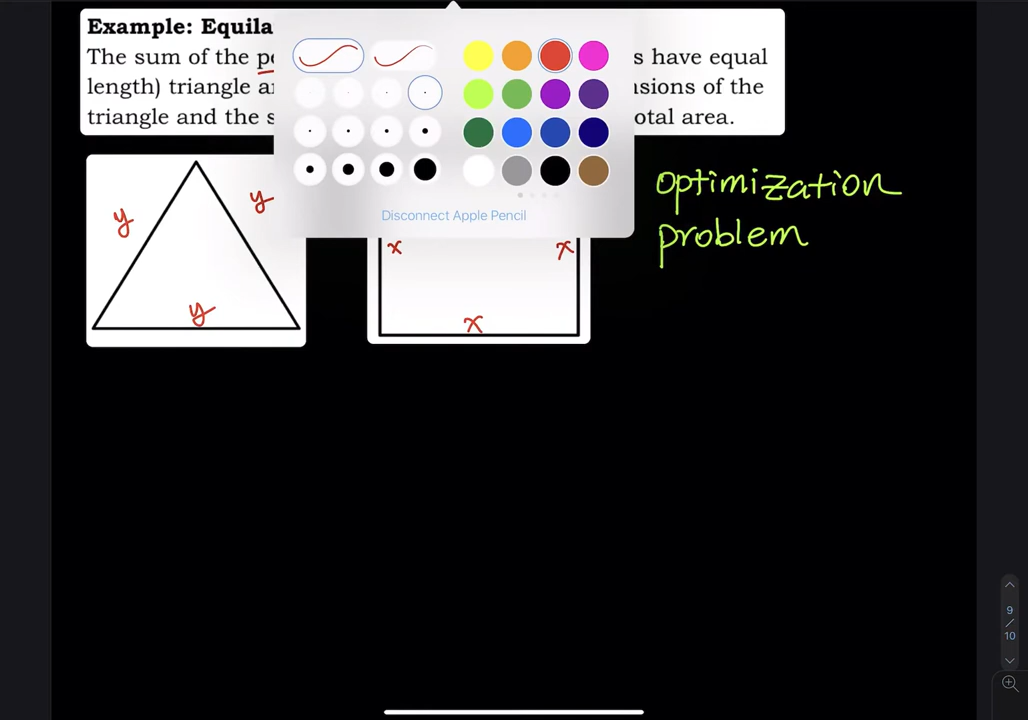 Example: Equila
The sum of the pe s have equal
length) triangle a nsions of the
triangle and the s otal area.
Disconnect Apple Pencil
optimization
problem
y
y
y
x
x
x
9
/
10